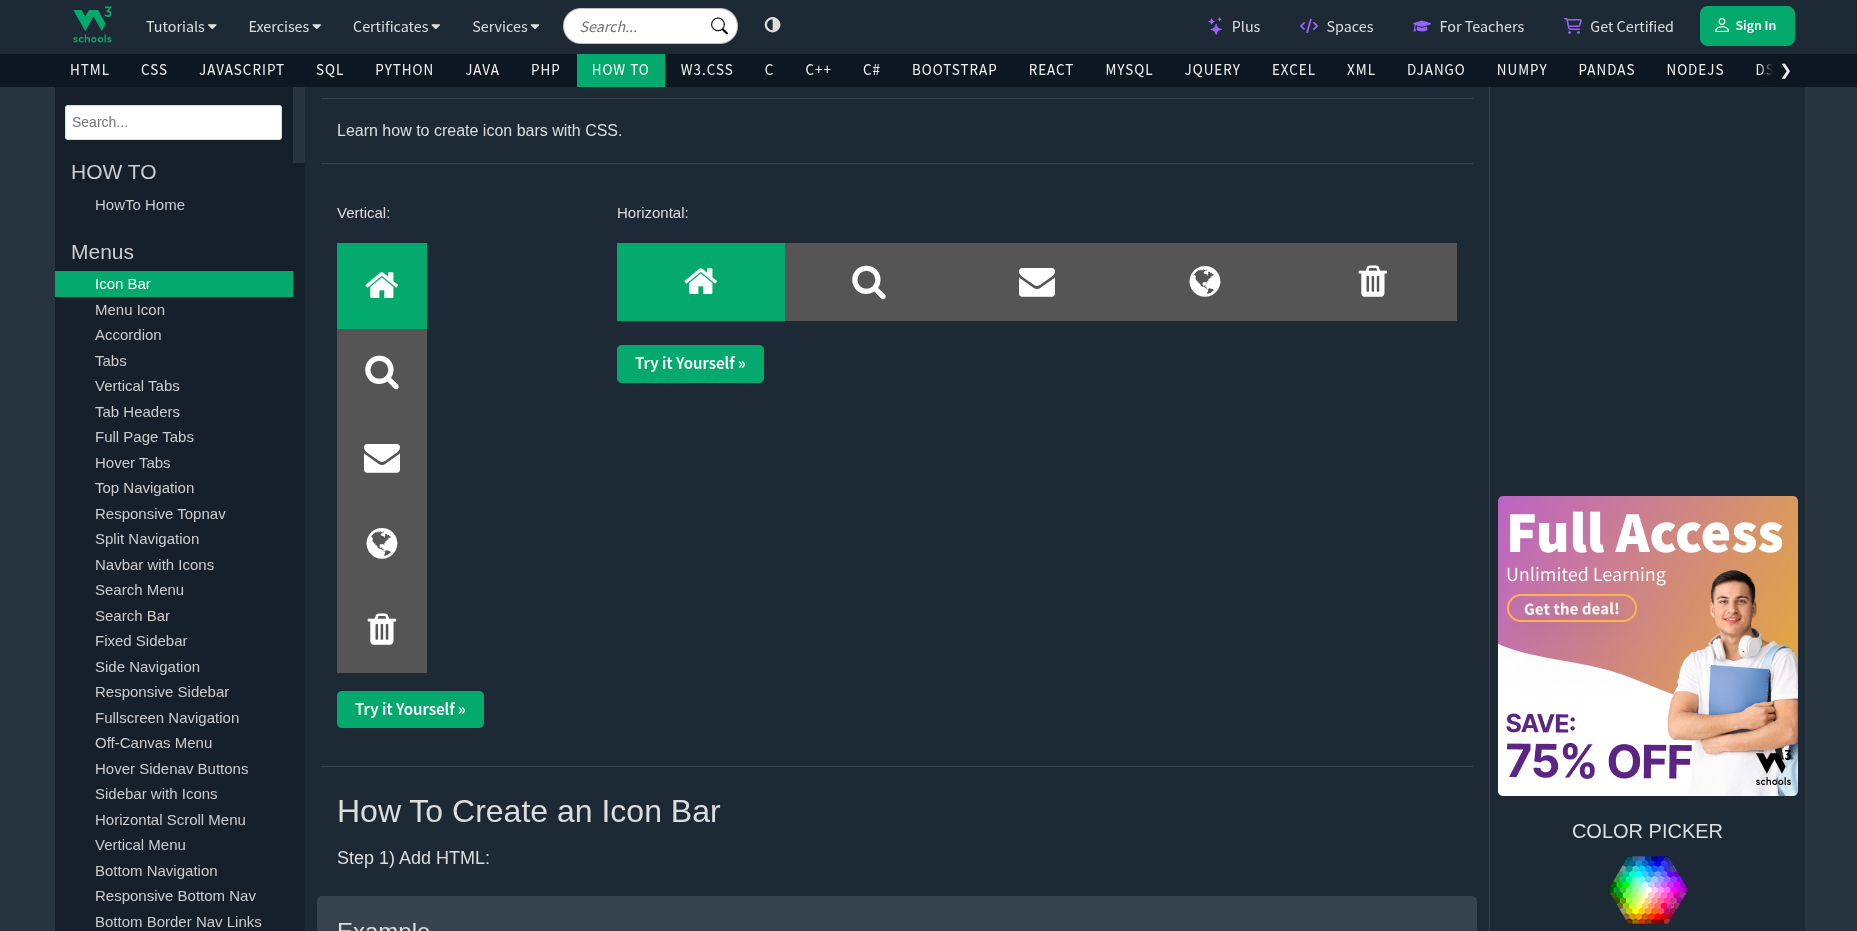 W3 schools
Tutorials Exercises Certificates Services Search... Plus Spaces For Teachers Get Certified Sign In
HTML CSS JAVASCRIPT SQL PYTHON JAVA PHP HOW TO W3.CSS C C++ C# BOOTSTRAP REACT MYSQL JQUERY EXCEL XML DJANGO NUMPY PANDAS NODEJS ❯
Search...
HOW TO
HowTo Home
Menus
Icon Bar
Menu Icon
Accordion
Tabs
Vertical Tabs
Tab Headers
Full Page Tabs
Hover Tabs
Top Navigation
Responsive Topnav
Split Navigation
Navbar with Icons
Search Menu
Search Bar
Fixed Sidebar
Side Navigation
Responsive Sidebar
Fullscreen Navigation
Off-Canvas Menu
Hover Sidenav Buttons
Sidebar with Icons
Horizontal Scroll Menu
Vertical Menu
Bottom Navigation
Responsive Bottom Nav
Bottom Border Nav Links
Learn how to create icon bars with CSS.
Vertical:
Try it Yourself »
Horizontal:
Try it Yourself »
How To Create an Icon Bar
Step 1) Add HTML:
Example
Full Access
Unlimited Learning
Get the deal!
SAVE:
75% OFF
W3 schools
COLOR PICKER